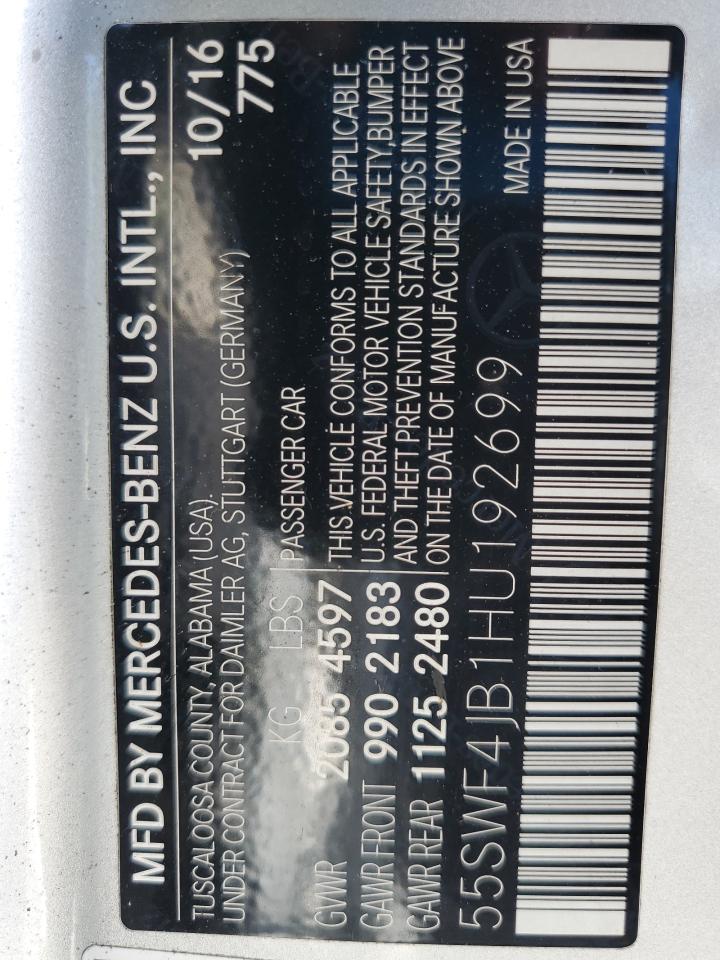 MFD BY MERCEDES-BENZ U.S. INTL., INC
TUSCALOOSA COUNTY, ALABAMA (USA). 10/16
UNDER CONTRACT FOR DAIMLER AG, STUTTGART (GERMANY) 775
KG LBS PASSENGER CAR
GVWR 2085 4597 THIS VEHICLE CONFORMS TO ALL APPLICABLE
GAWR FRONT 990 2183 U.S. FEDERAL MOTOR VEHICLE SAFETY,BUMPER
GAWR REAR 1125 2480 AND THEFT PREVENTION STANDARDS IN EFFECT
ON THE DATE OF MANUFACTURE SHOWN ABOVE
55SWF4JB1HU192699 MADE IN USA